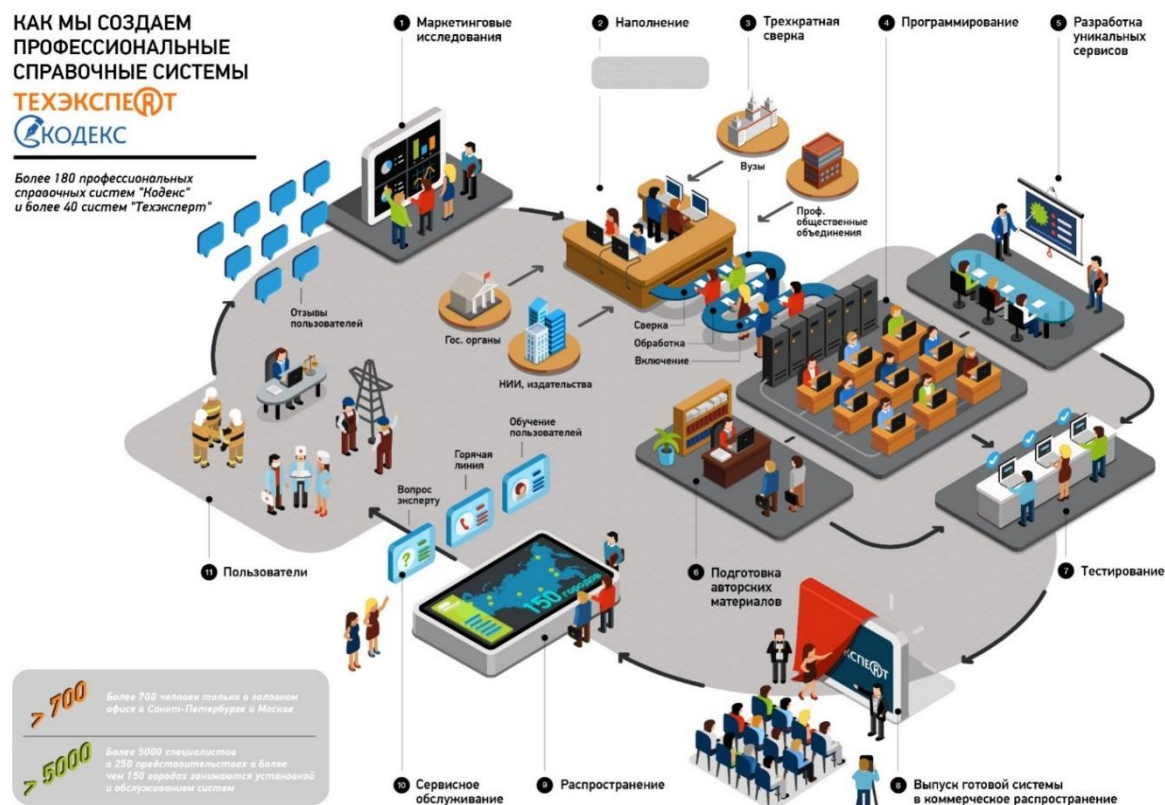 КАК МЫ СОЗДАЕМ
ПРОФЕССИОНАЛЬНЫЕ
СПРАВОЧНЫЕ СИСТЕМЫ
ТЕХЭКСПЕRТ
КОДЕКС
Более 180 профессиональных
справочных систем "Кодекс"
и более 40 систем "Техэксперт"
1 Маркетинговые
исследования
2 Наполнение
3 Трехкратная
сверка
4 Программирование
5 Разработка
уникальных
сервисов
Вузы
Проф.
общественные
объединения
Отзывы
пользователей
Гос. органы
НИИ, издательства
Сверка
Обработка
Включение
Обучение
пользователей
Горячая
линия
Вопрос
эксперту
?
150 городов
11 Пользователи
6 Подготовка
авторских
материалов
7 Тестирование
КСПЕRТ
> 700
Более 700 человек только в головном
офисе в Санкт-Петербурге и Москве
> 5000
Более 5000 специалистов
в 250 представительствах в более
чем 150 городах занимаются установкой
и обслуживанием систем
10 Сервисное
обслуживание
9 Распространение
8 Выпуск готовой системы
в коммерческое распространение